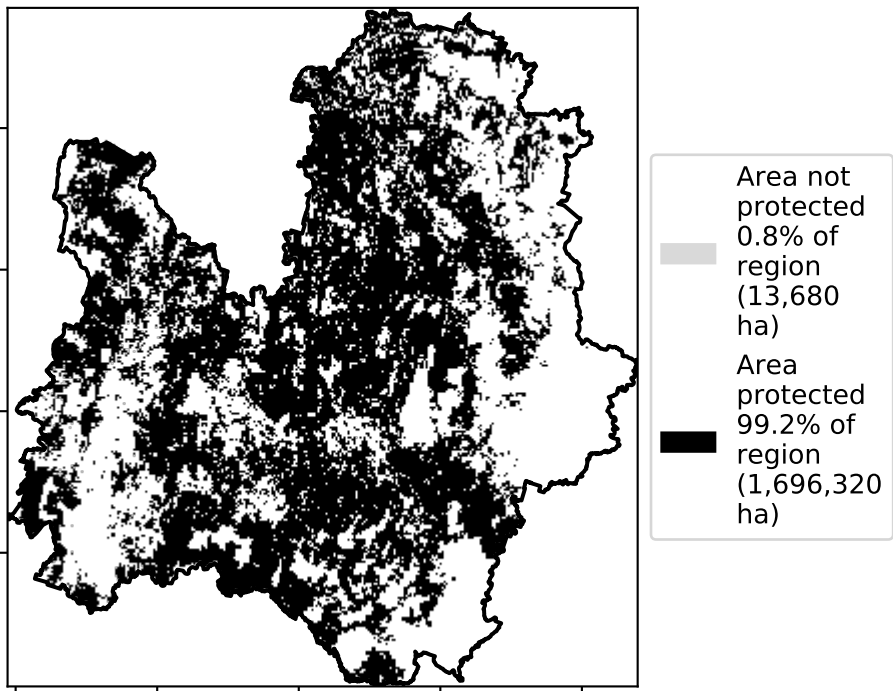 Area not
protected
0.8% of
region
(13,680
ha)
Area
protected
99.2% of
region
(1,696,320
ha)